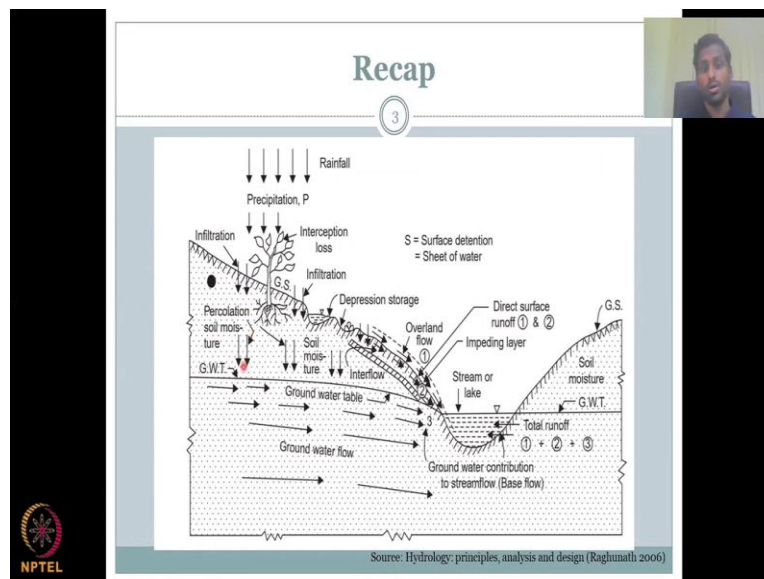 Recap
3
Rainfall
Precipitation, P
Interception
loss
Infiltration
G.S.
Infiltration
S = Surface detention
= Sheet of water
Depression storage
Percolation
soil mois-
ture
Soil
mois-
ture
Overland
flow
①
Direct surface
runoff ① & ②
Impeding layer
G.S.
Interflow
Stream or
lake
Soil
moisture
G.W.T.
Ground water table
G.W.T.
Total runoff
① + ② + ③
3
Ground water flow
Ground water contribution
to streamflow (Base flow)
Source: Hydrology: principles, analysis and design (Raghunath 2006)
NPTEL